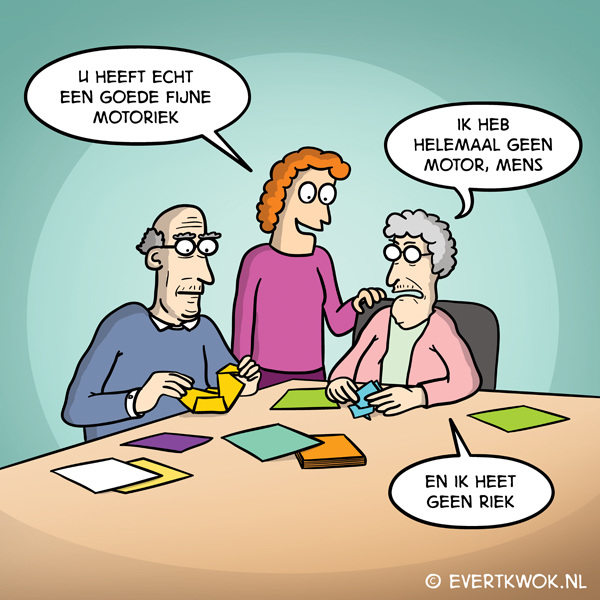 U HEEFT ECHT
EEN GOEDE FIJNE
MOTORIEK
IK HEB
HELEMAAL GEEN
MOTOR, MENS
EN IK HEET
GEEN RIEK
© EVERTKWOK.NL